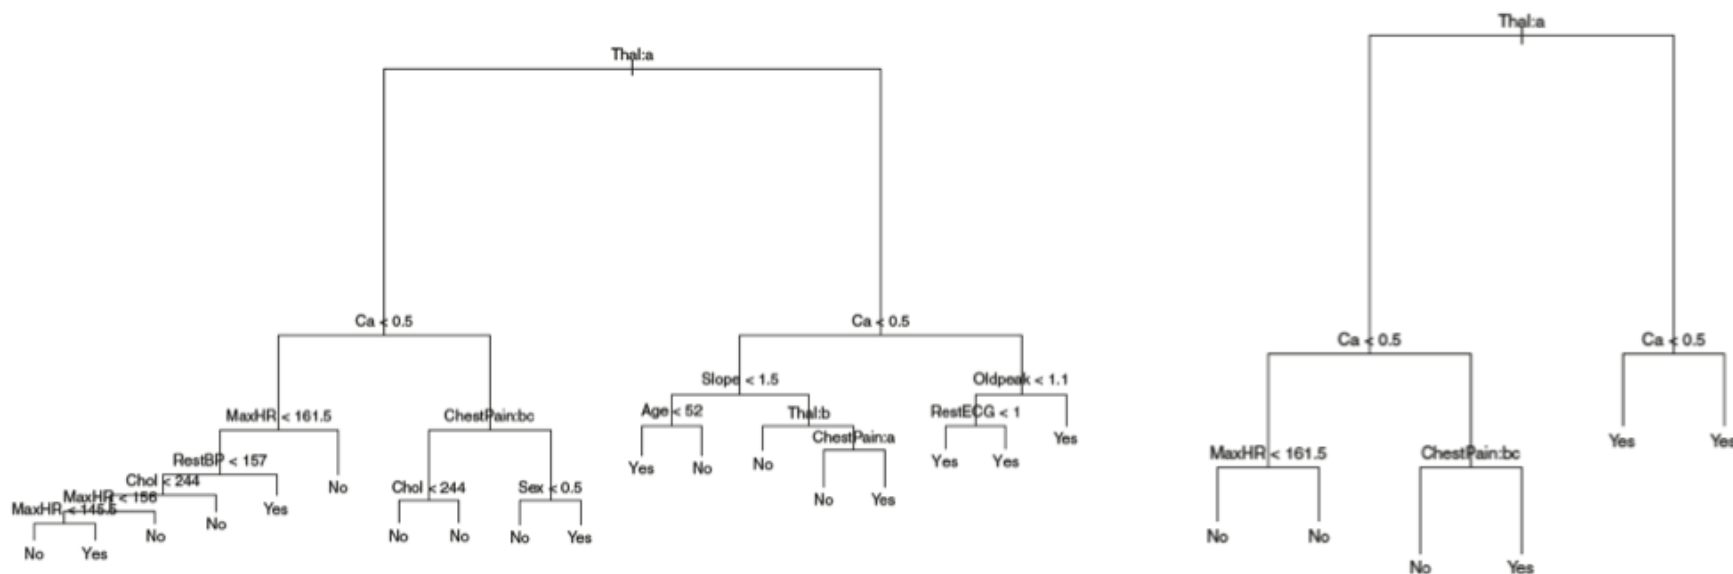 Thal:a
Ca < 0.5
Ca < 0.5
Slope < 1.5
Oldpeak < 1.1
MaxHR < 161.5
ChestPain:bc
Age < 52
Thal:b
RestECG < 1
ChestPain:a
RestBP < 157
Chol < 244
MaxHR < 156
MaxHR < 145.5
Chol < 244
Sex < 0.5
Yes
No
No
Yes
Yes
Yes
No
Yes
No
Yes
No
No
No
Yes
No
No
No
Yes
No
Yes
Thal:a
Ca < 0.5
Ca < 0.5
MaxHR < 161.5
ChestPain:bc
Yes
Yes
No
No
No
Yes